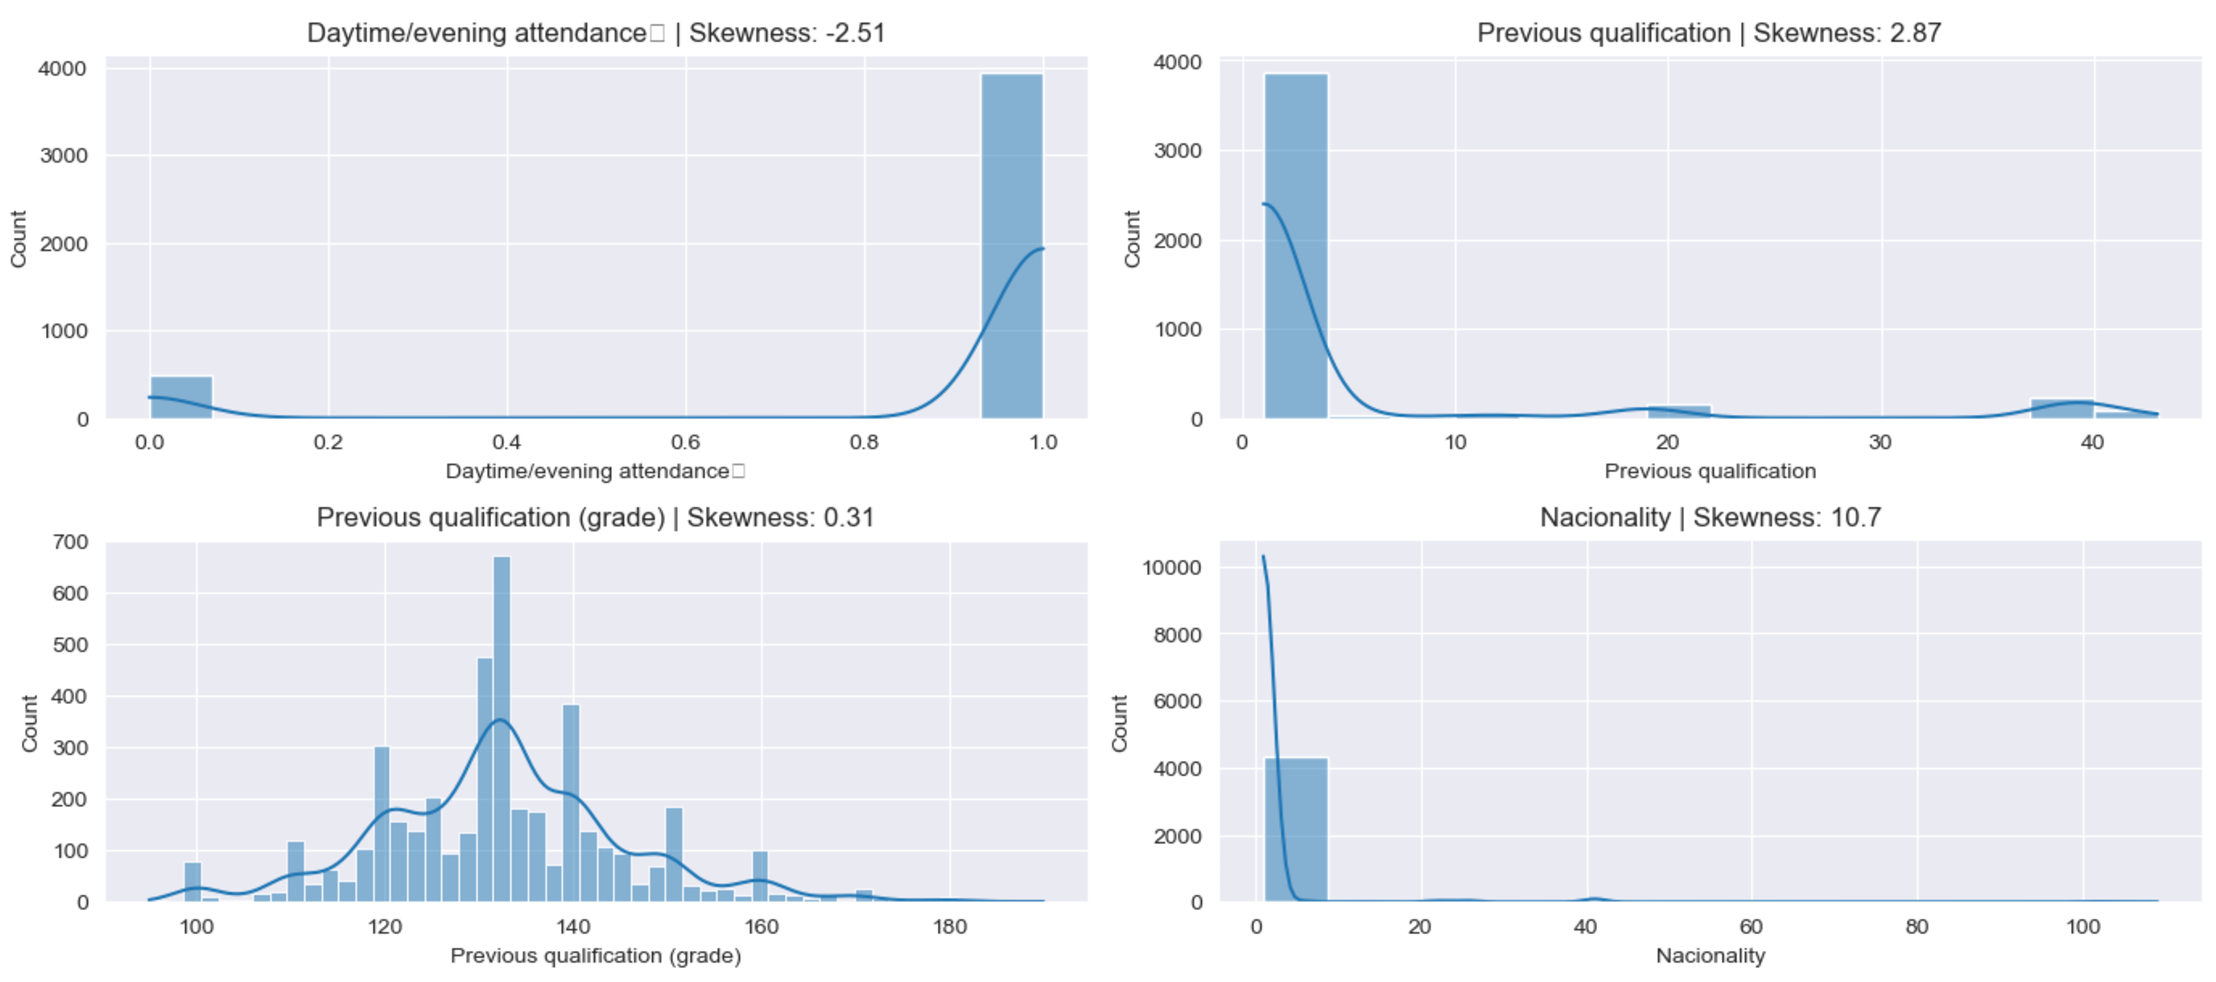 Daytime/evening attendance▯ | Skewness: -2.51
4000
3000
2000
1000
0
Count
0.0 0.2 0.4 0.6 0.8 1.0
Daytime/evening attendance▯
Previous qualification | Skewness: 2.87
4000
3000
2000
1000
0
Count
0 10 20 30 40
Previous qualification
Previous qualification (grade) | Skewness: 0.31
700
600
500
400
300
200
100
0
Count
100 120 140 160 180
Previous qualification (grade)
Nacionality | Skewness: 10.7
10000
8000
6000
4000
2000
0
Count
0 20 40 60 80 100
Nacionality